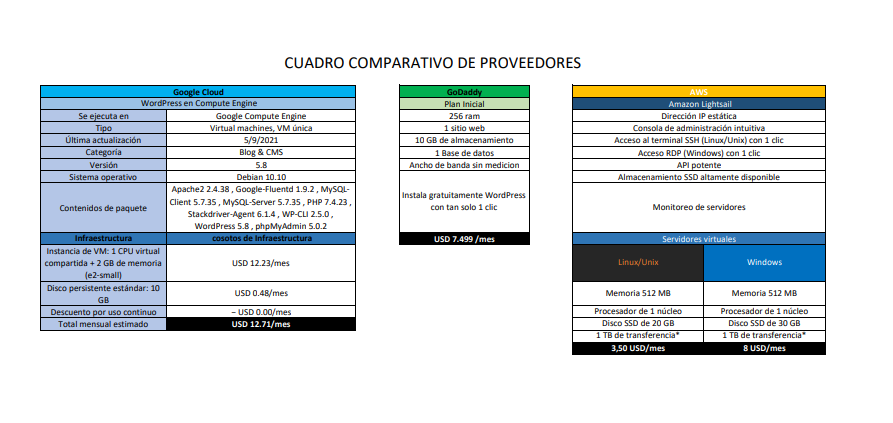 CUADRO COMPARATIVO DE PROVEEDORES
Google Cloud
WordPress en Compute Engine
Se ejecuta en Google Compute Engine
Tipo Virtual machines, VM única
Última actualización 5/9/2021
Categoría Blog & CMS
Versión 5.8
Sistema operativo Debian 10.10
Contenidos de paquete
Apache2 2.4.38 , Google-Fluentd 1.9.2 , MySQL-
Client 5.7.35 , MySQL-Server 5.7.35 , PHP 7.4.23 ,
Stackdriver-Agent 6.1.4 , WP-CLI 2.5.0 ,
WordPress 5.8 , phpMyAdmin 5.0.2
Infraestructura cosotos de Infraestructura
Instancia de VM: 1 CPU virtual
compartida + 2 GB de memoria
(e2-small)
USD 12.23/mes
Disco persistente estándar: 10
GB
USD 0.48/mes
Descuento por uso continuo – USD 0.00/mes
Total mensual estimado USD 12.71/mes
GoDaddy
Plan Inicial
256 ram
1 sitio web
10 GB de almacenamiento
1 Base de datos
Ancho de banda sin medicion
Instala gratuitamente WordPress
con tan solo 1 clic
USD 7.499 /mes
AWS
Amazon Lightsail
Dirección IP estática
Consola de administración intuitiva
Acceso al terminal SSH (Linux/Unix) con 1 clic
Acceso RDP (Windows) con 1 clic
API potente
Almacenamiento SSD altamente disponible
Monitoreo de servidores
Servidores virtuales
Linux/Unix Windows
Memoria 512 MB Memoria 512 MB
Procesador de 1 núcleo Procesador de 1 núcleo
Disco SSD de 20 GB Disco SSD de 30 GB
1 TB de transferencia* 1 TB de transferencia*
3,50 USD/mes 8 USD/mes